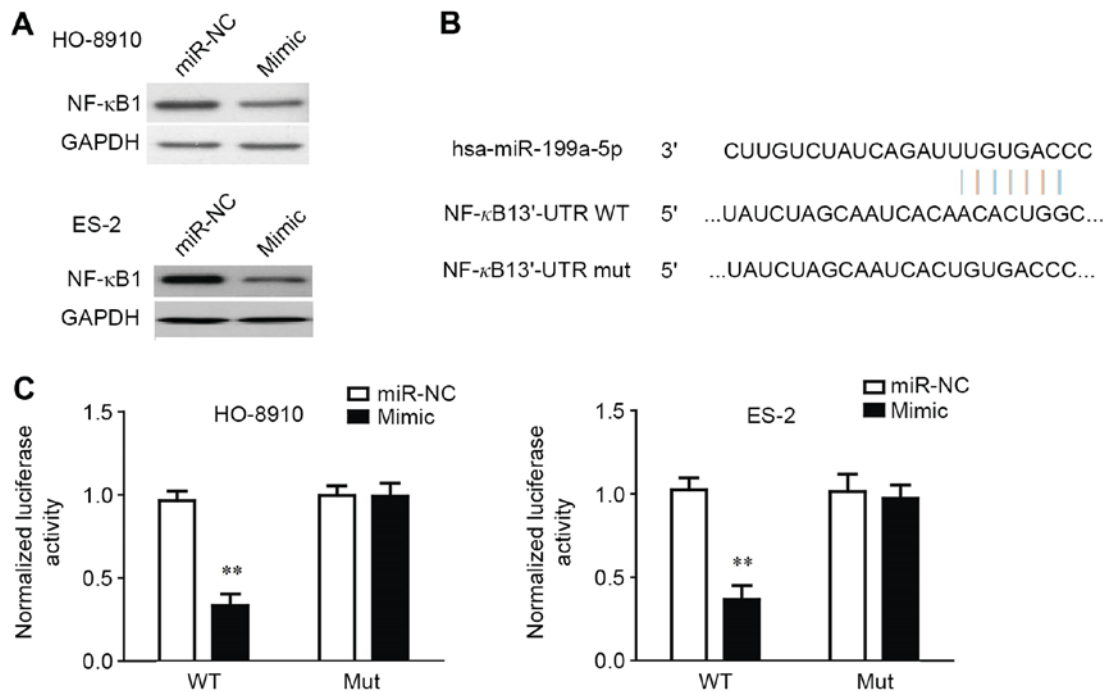 A
HO-8910
miR-NC
Mimic
NF-κB1
GAPDH
ES-2
miR-NC
Mimic
NF-κB1
GAPDH
B
hsa-miR-199a-5p 3' CUUGUCUAUCAGAUUUGUGACCC
NF-κB13'-UTR WT 5' ...UAUCUAGCAAUCACAACACUGGC...
NF-κB13'-UTR mut 5' ...UAUCUAGCAAUCACUGUGACCC...
C
HO-8910
miR-NC
Mimic
Normalized luciferase
activity
1.5
1.0
0.5
0.0
**
WT Mut
ES-2
miR-NC
Mimic
Normalized luciferase
activity
1.5
1.0
0.5
0.0
**
WT Mut